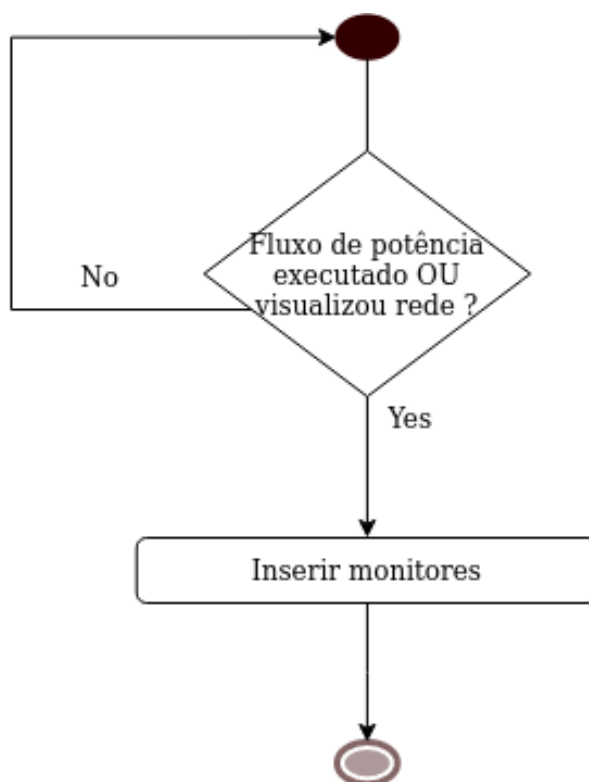 Fluxo de potência
executado OU
visualizou rede ?
No
Yes
Inserir monitores